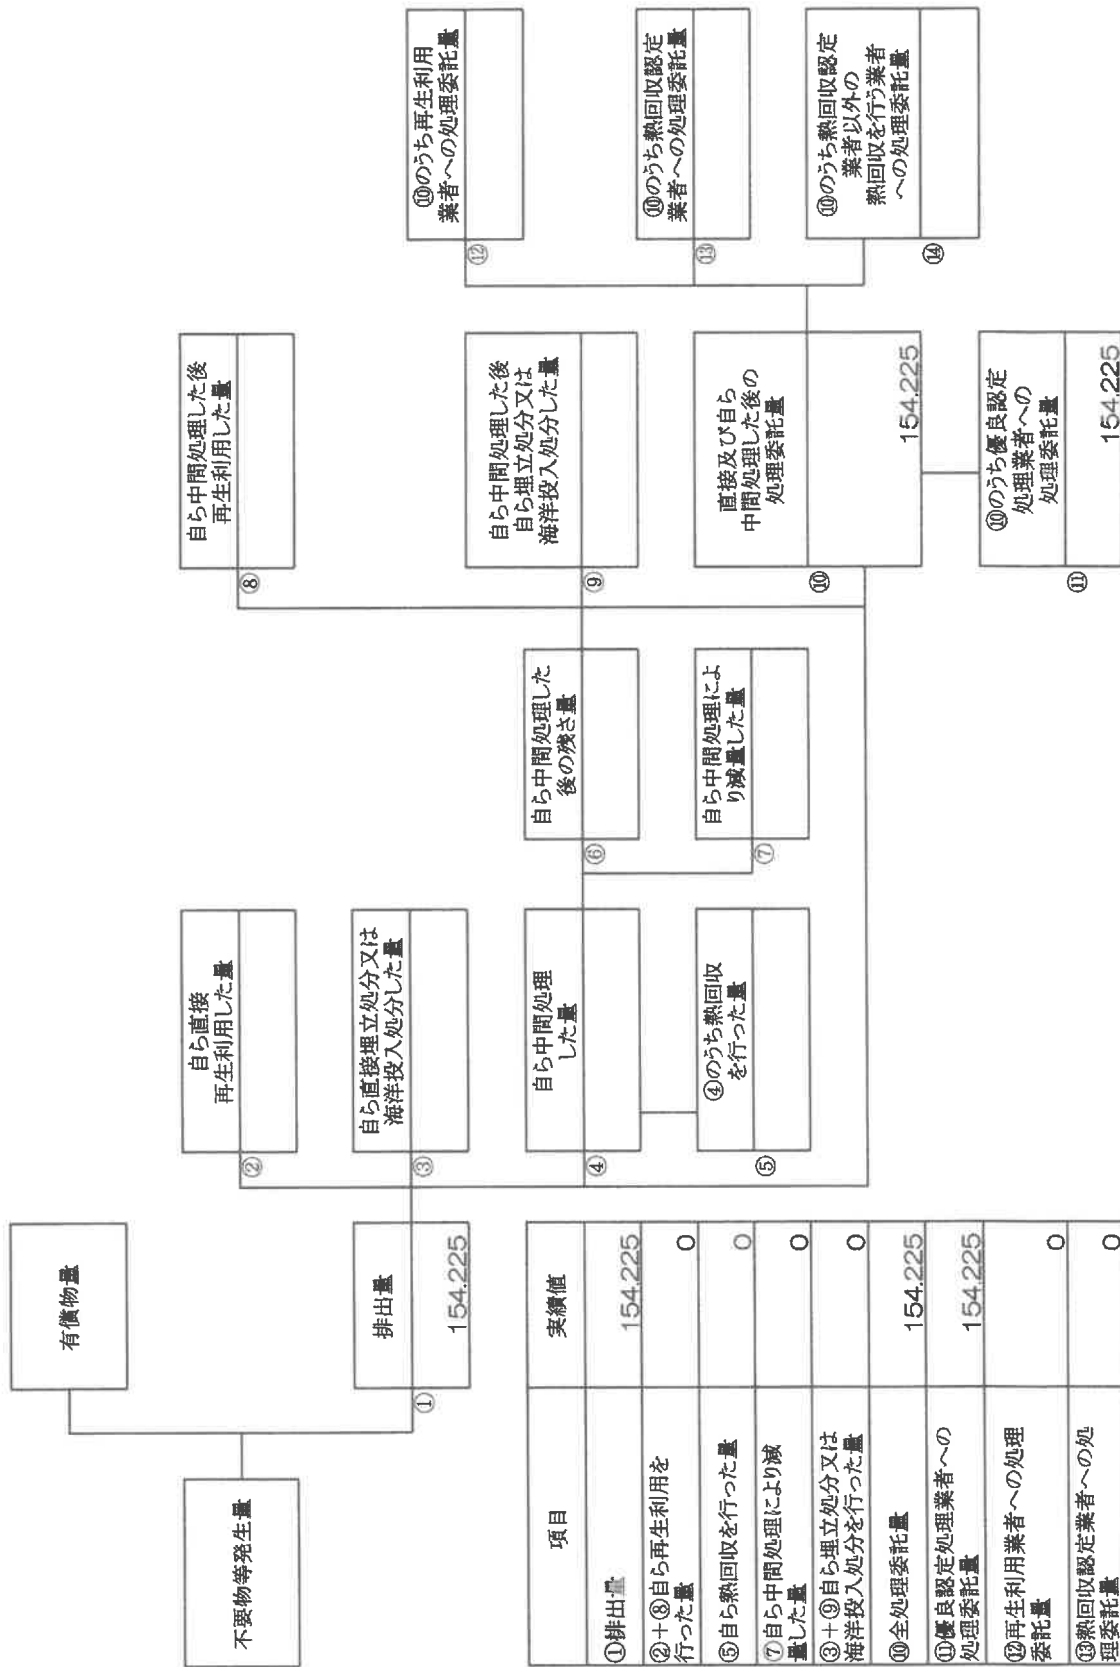 不要物等発生量
有償物量
①
排出量
154.225
②
自ら直接
再生利用した量
③
自ら直接埋立処分又は
海洋投入処分した量
④
自ら中間処理
した量
⑤
④のうち熱回収
を行った量
⑥
自ら中間処理した
後の残さ量
⑦
自ら中間処理によ
り減量した量
⑧
自ら中間処理した後
再生利用した量
⑨
自ら中間処理した後
自ら埋立処分又は
海洋投入処分した量
⑩
直接及び自ら
中間処理した後の
処理委託量
154.225
⑪
⑩のうち優良認定
処理業者への
処理委託量
154.225
⑫
⑩のうち再生利用
業者への処理委託量
⑬
⑩のうち熱回収認定
業者への処理委託量
⑭
⑩のうち熱回収認定
業者以外の
熱回収を行う業者
への処理委託量
項目 実績値
①排出量 154.225
②+⑧自ら再生利用を
行った量 0
⑤自ら熱回収を行った量 0
⑦自ら中間処理により減
量した量 0
③+⑨自ら埋立処分又は
海洋投入処分を行った量 0
⑩全処理委託量 154.225
⑪優良認定処理業者への
処理委託量 154.225
⑫再生利用業者への処理
委託量 0
⑬熱回収認定業者への処
理委託量 0